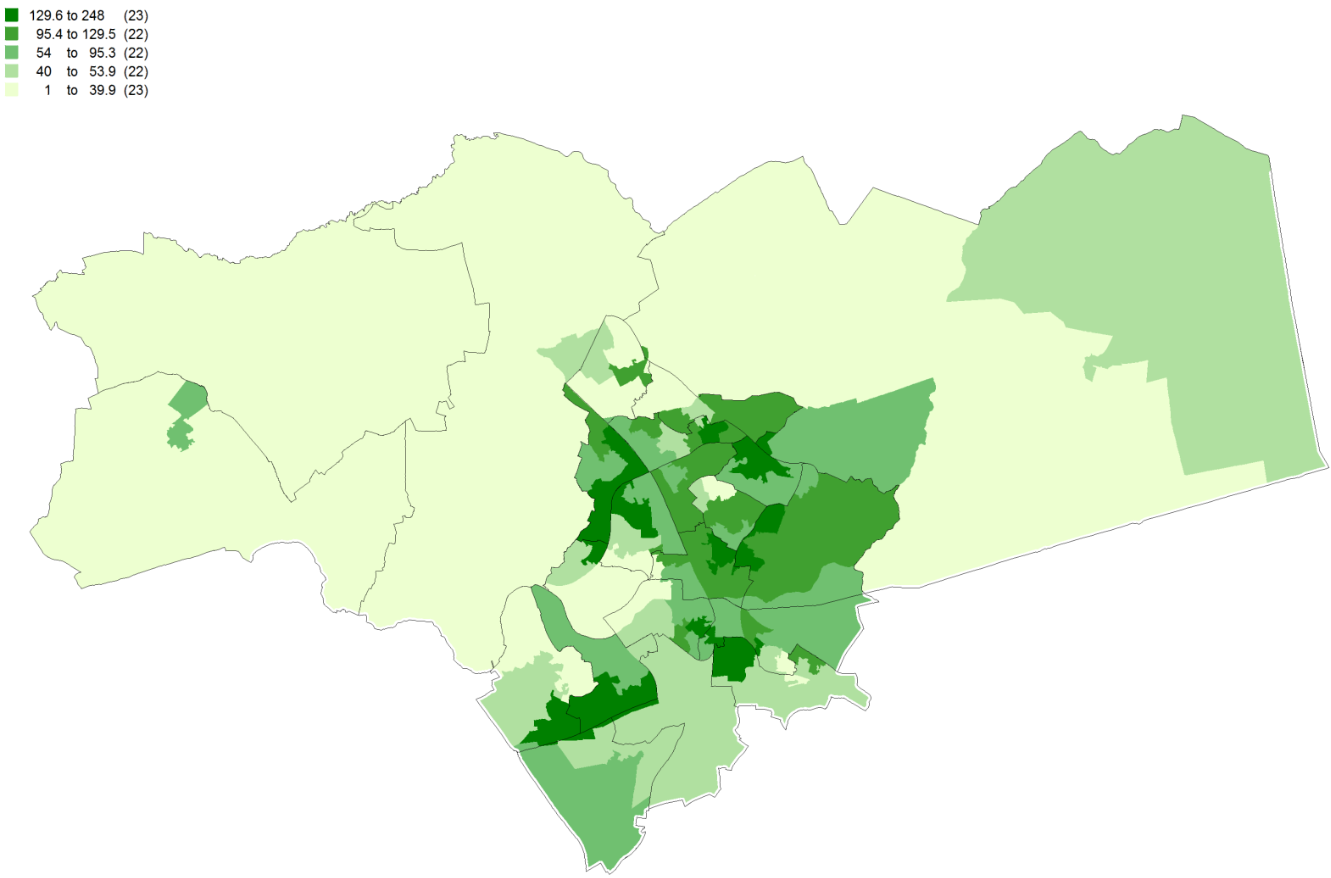 129.6 to 248 (23)
95.4 to 129.5 (22)
54 to 95.3 (22)
40 to 53.9 (22)
1 to 39.9 (23)